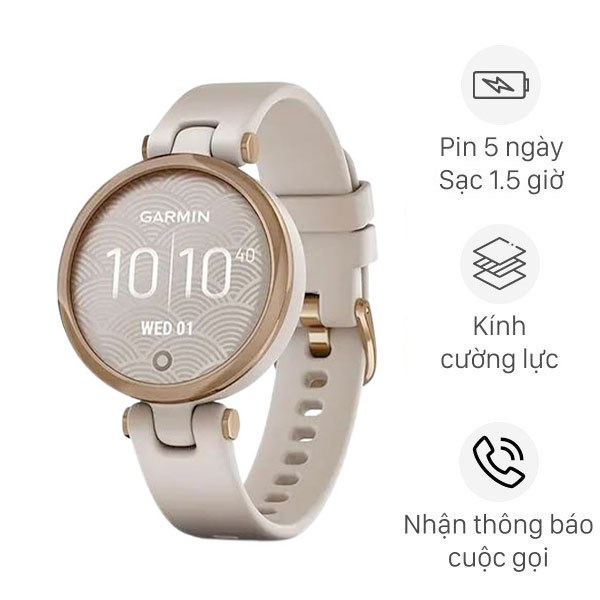 GARMIN
10 10 40
WED 01
Pin 5 ngày
Sạc 1.5 giờ
Kính
cường lực
Nhận thông báo
cuộc gọi